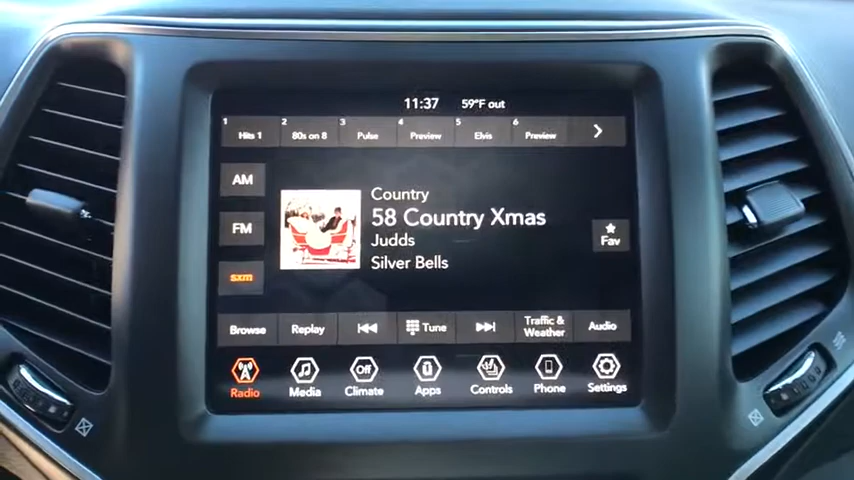 11:37 59°F out
1 Hits 1 2 80s on 8 3 Pulse 4 Preview 5 Elvis 6 Preview
AM
FM
sxm
Country
58 Country Xmas
Judds
Silver Bells
Fav
Browse Replay Tune Traffic & Weather Audio
Radio Media Off Climate Apps Controls Phone Settings